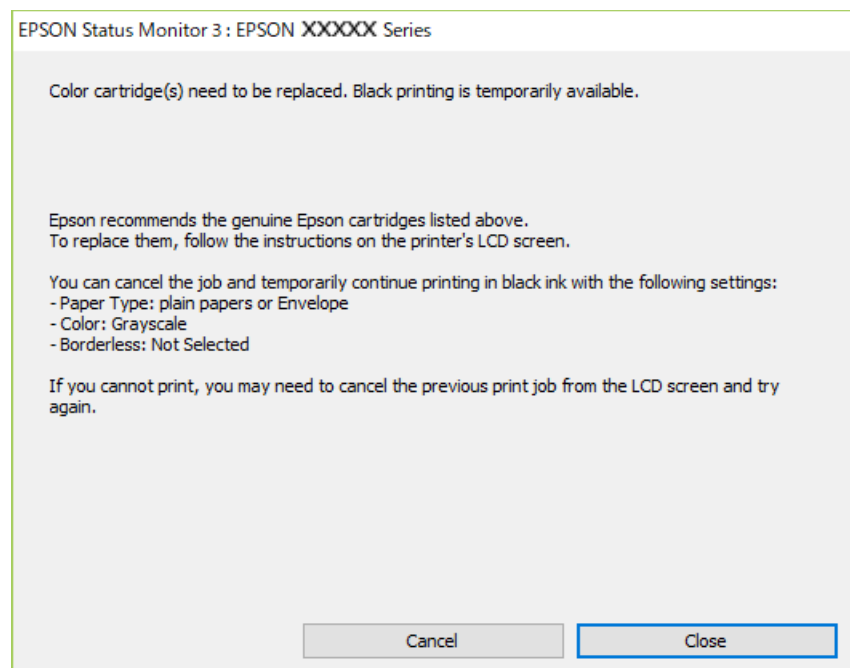 EPSON Status Monitor 3 : EPSON XXXXX Series
Color cartridge(s) need to be replaced. Black printing is temporarily available.
Epson recommends the genuine Epson cartridges listed above.
To replace them, follow the instructions on the printer's LCD screen.
You can cancel the job and temporarily continue printing in black ink with the following settings:
- Paper Type: plain papers or Envelope
- Color: Grayscale
- Borderless: Not Selected
If you cannot print, you may need to cancel the previous print job from the LCD screen and try
again.
Cancel
Close